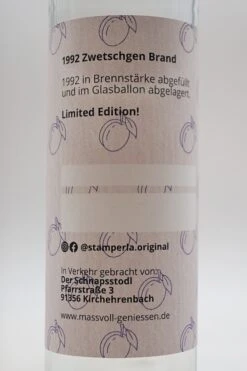 1992 Zwetschgen Brand
1992 in Brennstärke abgefüllt
und im Glasballon abgelagert.
Limited Edition!
@stamperla.original
In Verkehr gebracht von:
Der Schnapsstodl
Pfarrstraße 3
91356 Kirchehrenbach
www.massvoll-geniessen.de